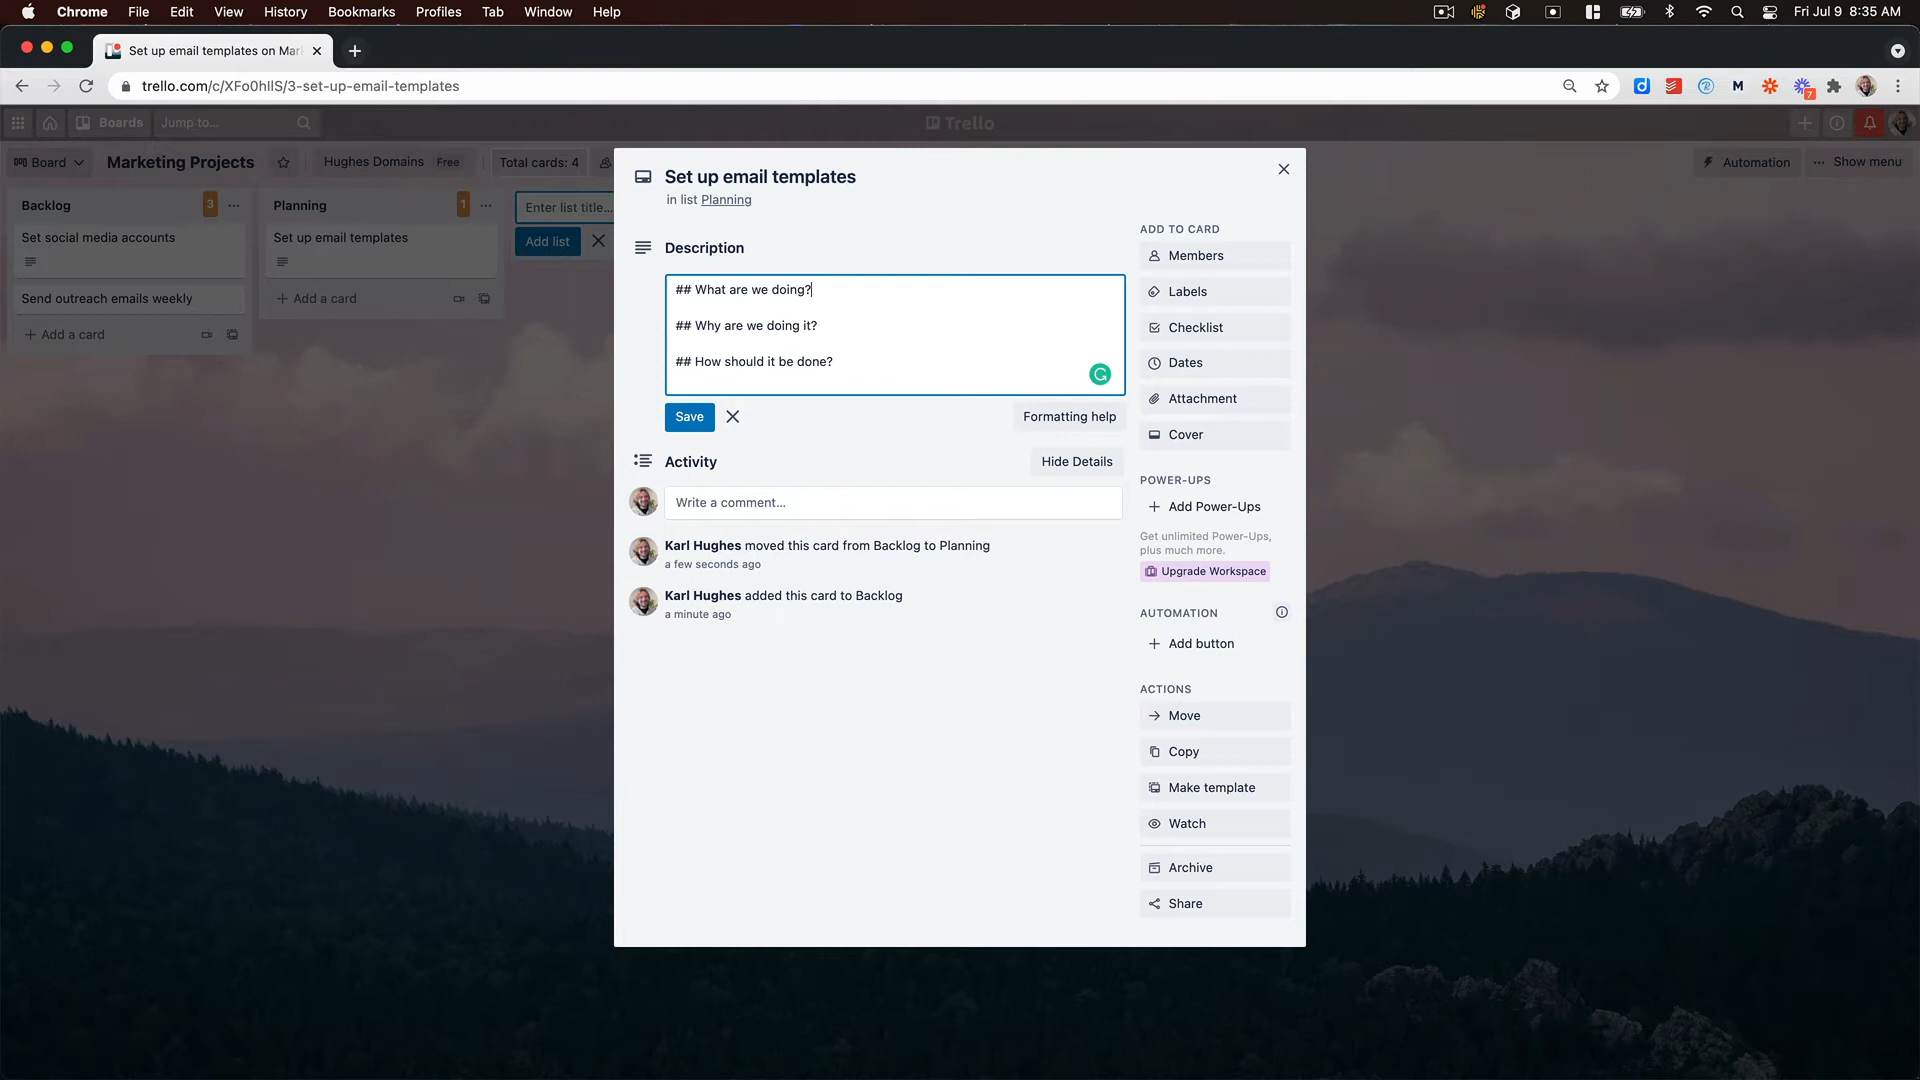 Chrome File Edit View History Bookmarks Profiles Tab Window Help Fri Jul 9 8:35 AM
Set up email templates on Mar
trello.com/c/XFo0hIlS/3-set-up-email-templates
7
Boards Jump to... Trello
Board Marketing Projects Hughes Domains Free Total cards: 4 Automation Show menu
Backlog 3
Set social media accounts
Send outreach emails weekly
+ Add a card
Planning 1
Set up email templates
+ Add a card
Enter list title...
Add list
Set up email templates
in list Planning
Description
## What are we doing?
## Why are we doing it?
## How should it be done?
Save
Formatting help
Activity
Hide Details
Write a comment...
Karl Hughes moved this card from Backlog to Planning
a few seconds ago
Karl Hughes added this card to Backlog
a minute ago
ADD TO CARD
Members
Labels
Checklist
Dates
Attachment
Cover
POWER-UPS
+ Add Power-Ups
Get unlimited Power-Ups,
plus much more.
Upgrade Workspace
AUTOMATION
+ Add button
ACTIONS
Move
Copy
Make template
Watch
Archive
Share